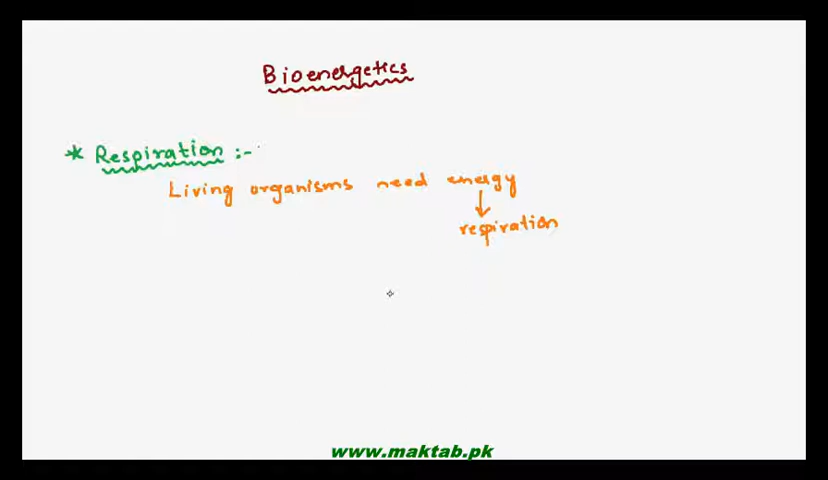 Bioenergetics
* Respiration :-
Living organisms need energy
↓
respiration
www.maktab.pk